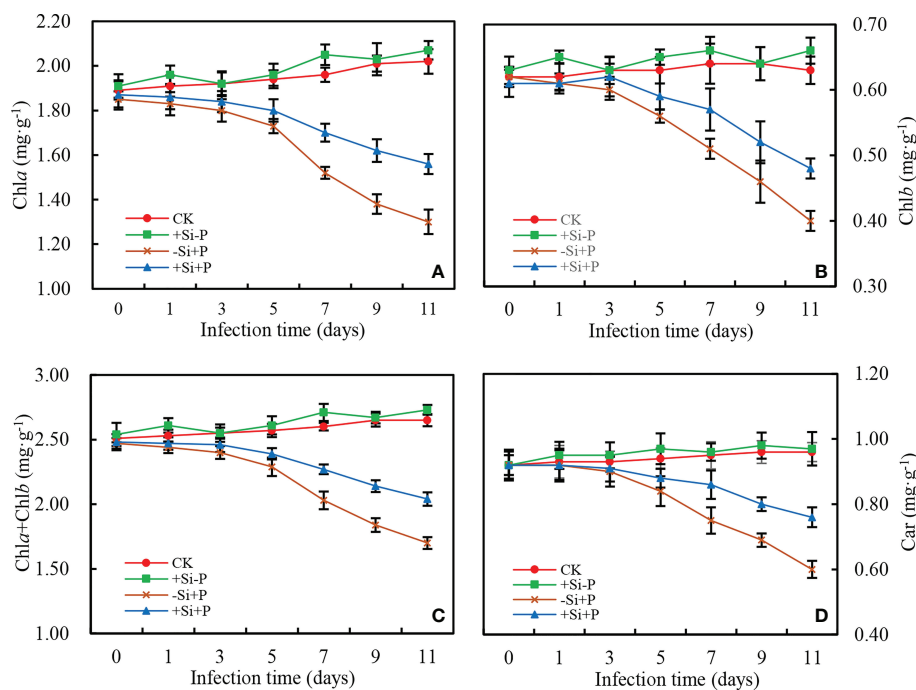 2.20
2.00
1.80
1.60
1.40
1.20
1.00
Chla (mg·g⁻¹)
CK
+Si-P
-Si+P
+Si+P
A
0 1 3 5 7 9 11
Infection time (days)
0.70
0.60
0.50
0.40
0.30
Chlb (mg·g⁻¹)
CK
+Si-P
-Si+P
+Si+P
B
0 1 3 5 7 9 11
Infection time (days)
3.00
2.50
2.00
1.50
1.00
Chla+Chlb (mg·g⁻¹)
CK
+Si-P
-Si+P
+Si+P
C
0 1 3 5 7 9 11
Infection time (days)
1.20
1.00
0.80
0.60
0.40
Car (mg·g⁻¹)
CK
+Si-P
-Si+P
+Si+P
D
0 1 3 5 7 9 11
Infection time (days)